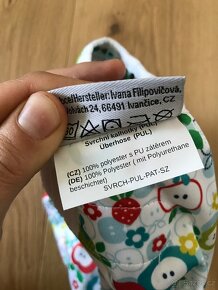 Hersteller: Ivana Filipovičová,
24, 66491 Ivančice, CZ
Svrchní kalhotky (PUL)
Überhose (PUL)
(CZ) 100% polyester s PU zátěrem
(DE) 100% polyester ( mit Polyurethane
beschichtet)
SVRCH-PUL-PAT-SZ